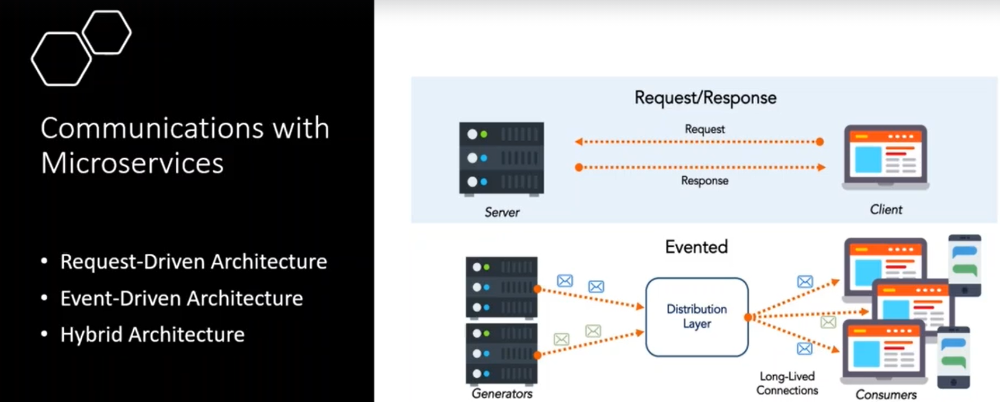 Communications with
Microservices
• Request-Driven Architecture
• Event-Driven Architecture
• Hybrid Architecture
Request/Response
Request
Response
Server
Client
Evented
Distribution
Layer
Long-Lived
Connections
Generators
Consumers